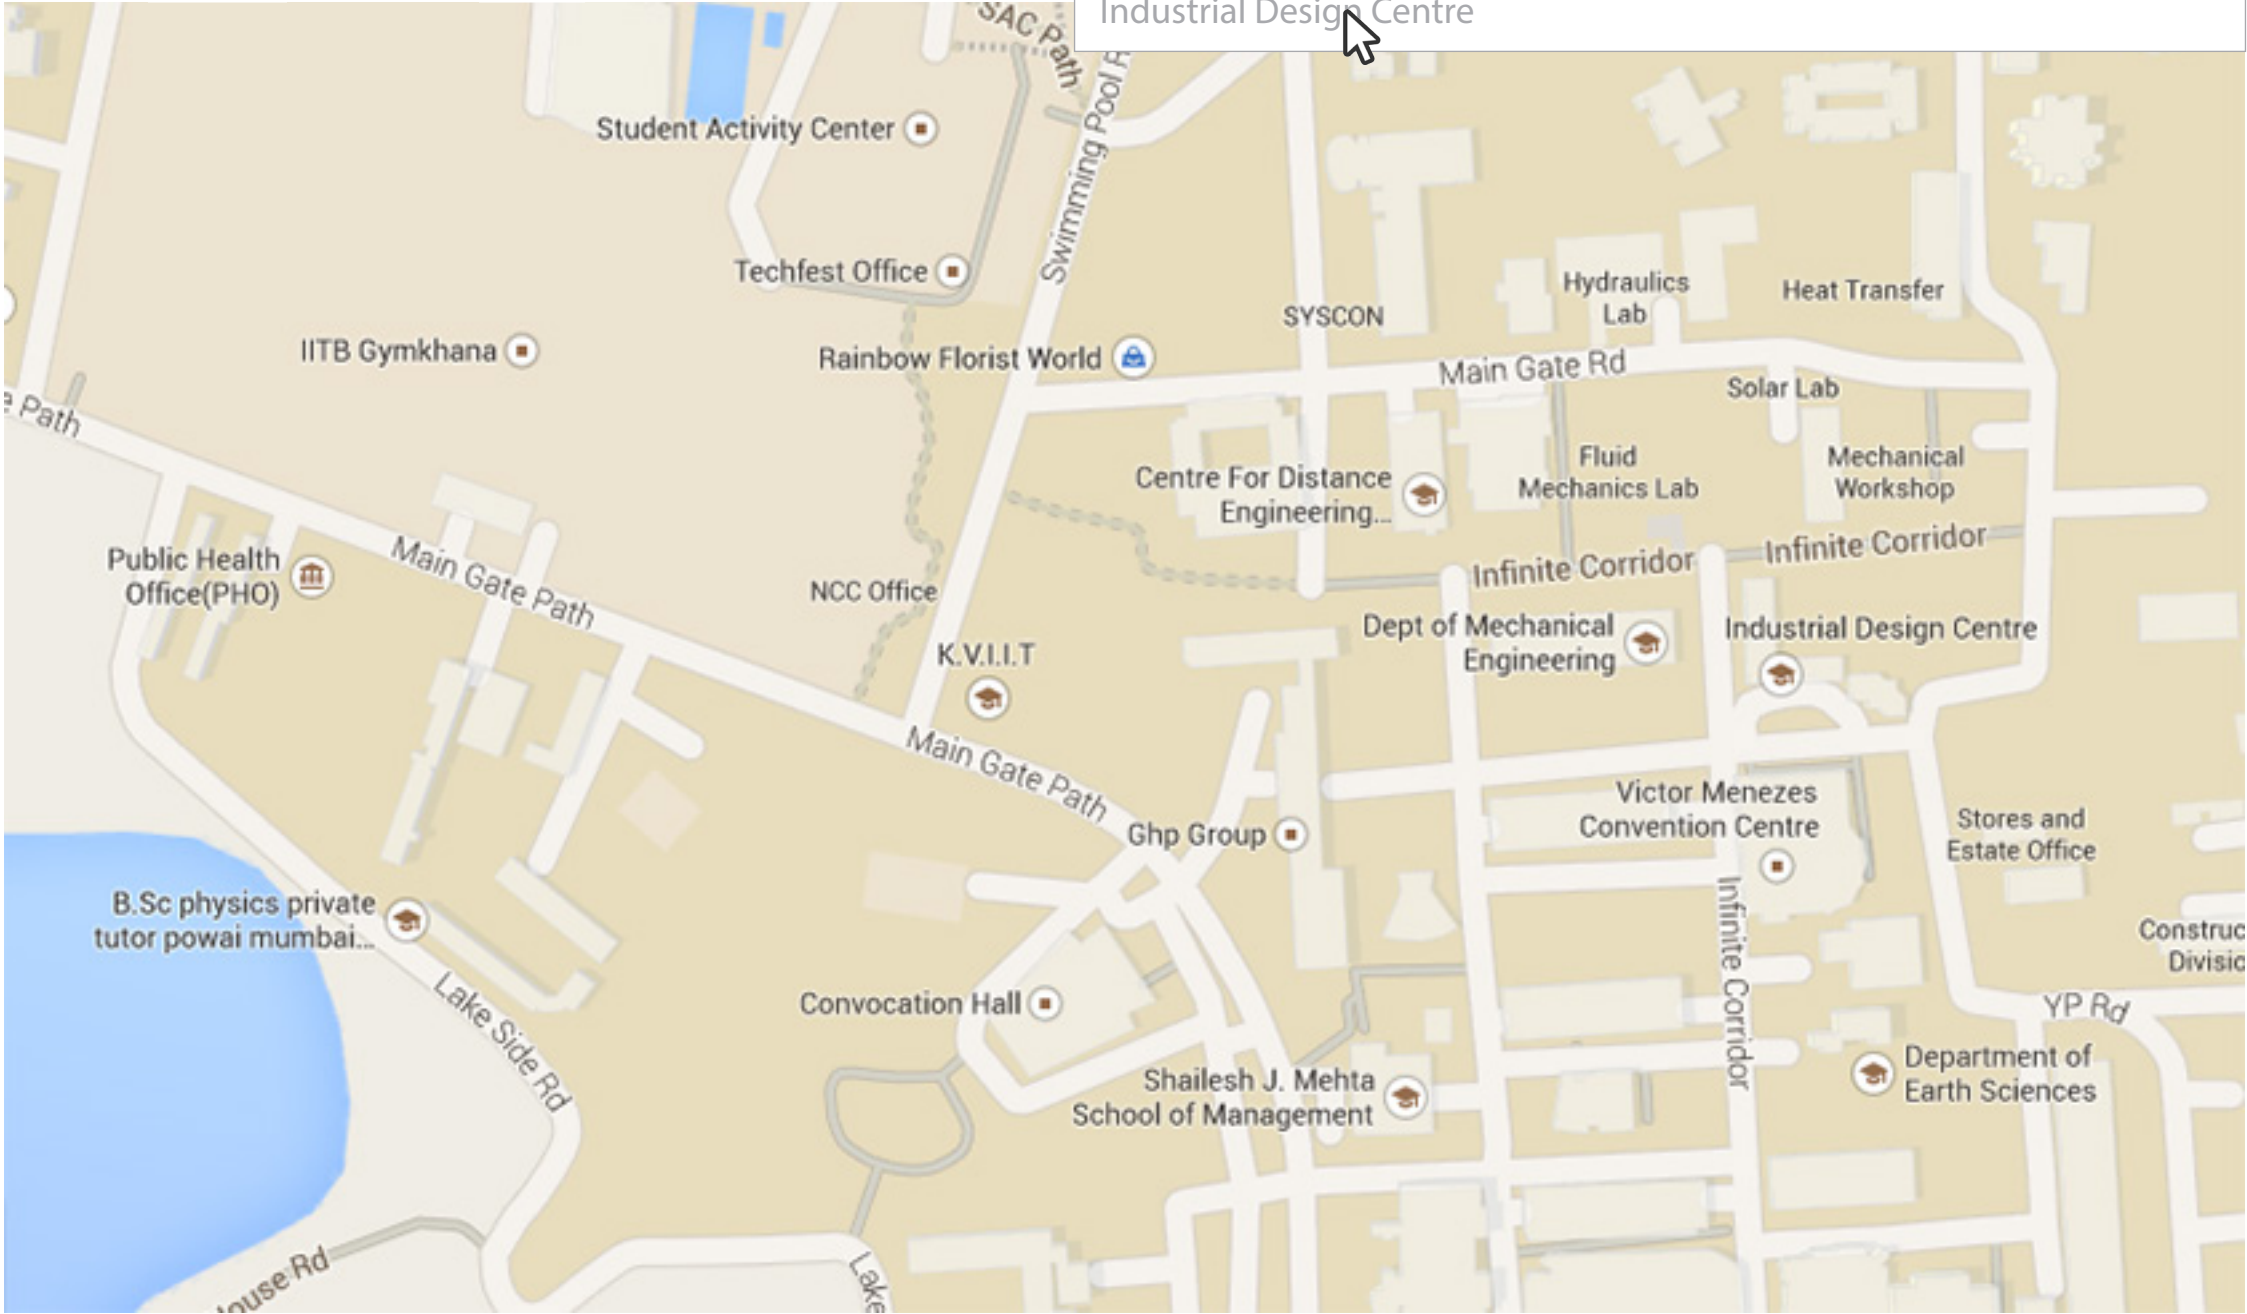 Industrial Design Centre
SAC Path
Student Activity Center
Swimming Pool R
Techfest Office
Hydraulics
Lab
Heat Transfer
SYSCON
IITB Gymkhana
Rainbow Florist World
Main Gate Rd
Solar Lab
e Path
Centre For Distance
Engineering...
Fluid
Mechanics Lab
Mechanical
Workshop
Public Health
Office(PHO)
Main Gate Path
NCC Office
Infinite Corridor
Infinite Corridor
Dept of Mechanical
Engineering
Industrial Design Centre
K.V.I.I.T
Main Gate Path
Victor Menezes
Convention Centre
Ghp Group
Stores and
Estate Office
B.Sc physics private
tutor powai mumbai...
Infinite Corridor
Construc
Divisic
Lake Side Rd
Convocation Hall
YP Rd
Shailesh J. Mehta
School of Management
Department of
Earth Sciences
ouse Rd
Lake